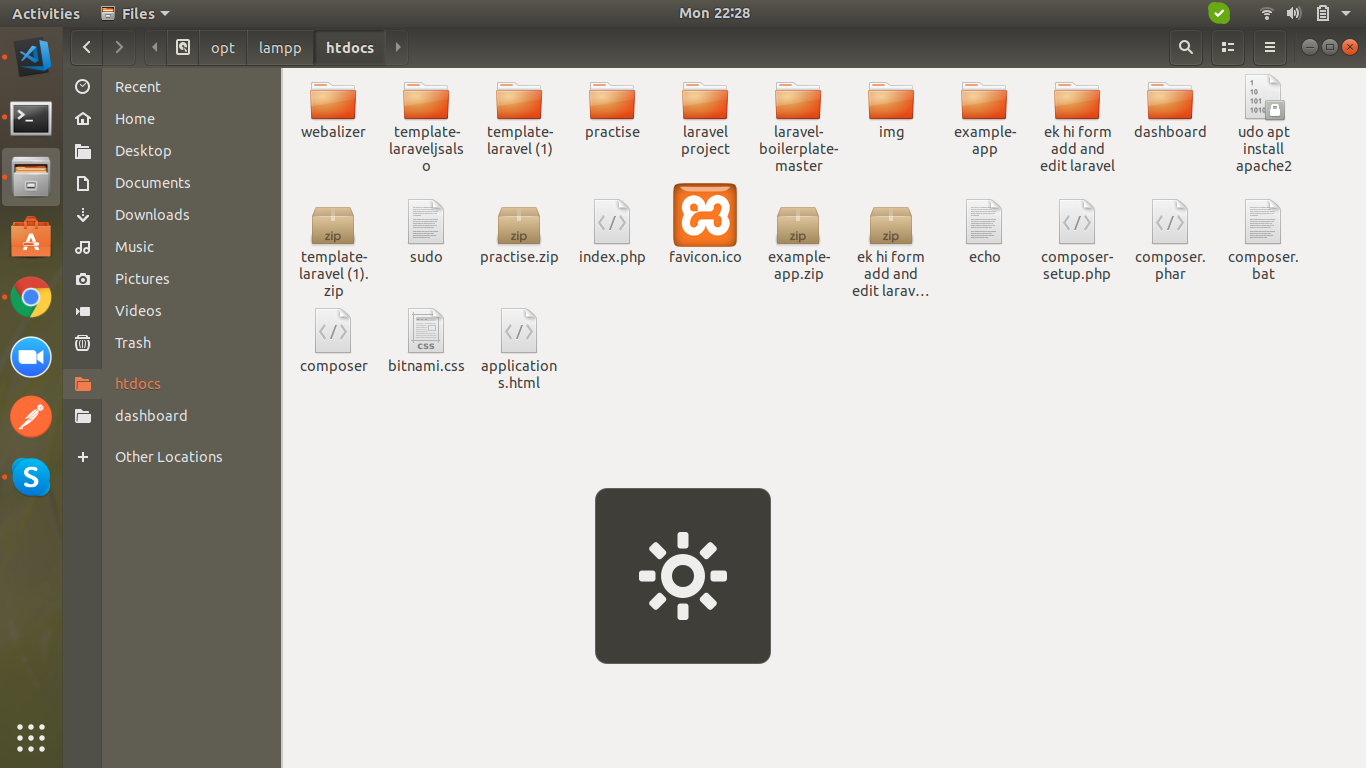 Activities Files Mon 22:28
opt lampp htdocs
Recent
Home
Desktop
Documents
Downloads
Music
Pictures
Videos
Trash
htdocs
dashboard
Other Locations
webalizer
template-
laraveljsals
o
template-
laravel (1)
practise
laravel
project
laravel-
boilerplate-
master
img
example-
app
ek hi form
add and
edit laravel
dashboard
1
10
101
1010
udo apt
install
apache2
zip
template-
laravel (1).
zip
sudo
zip
practise.zip
index.php
favicon.ico
zip
example-
app.zip
zip
ek hi form
add and
edit larav…
echo
composer-
setup.php
composer.
phar
composer.
bat
composer
css
bitnami.css
application
s.html